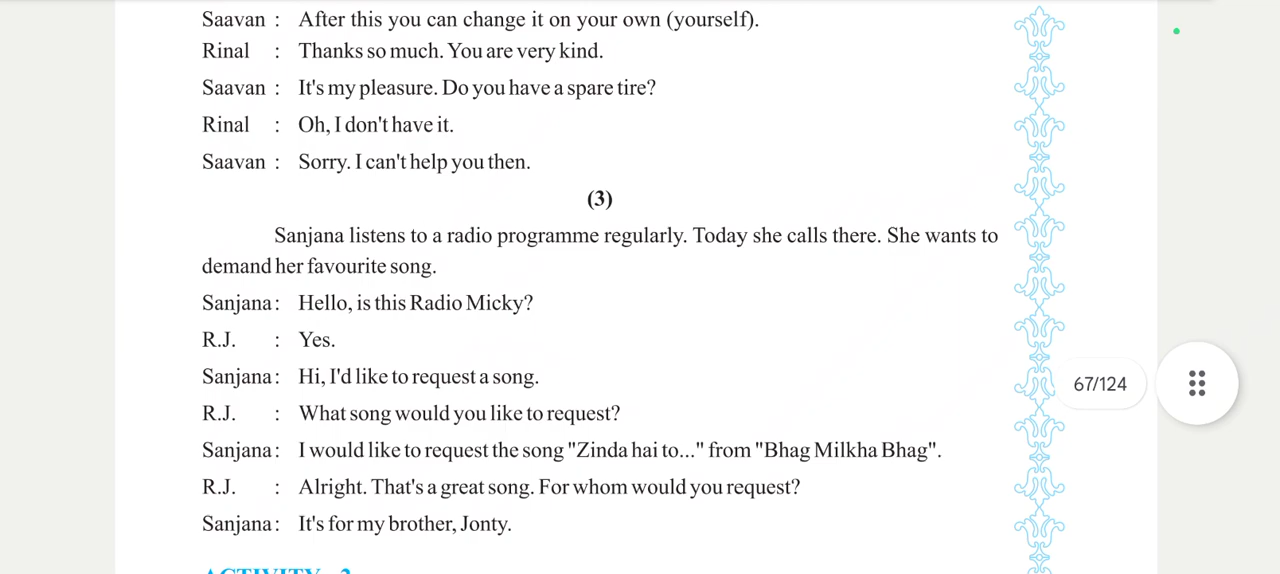 Saavan : After this you can change it on your own (yourself).
Rinal : Thanks so much. You are very kind.
Saavan : It's my pleasure. Do you have a spare tire?
Rinal : Oh, I don't have it.
Saavan : Sorry. I can't help you then.
(3)
Sanjana listens to a radio programme regularly. Today she calls there. She wants to
demand her favourite song.
Sanjana : Hello, is this Radio Micky?
R.J. : Yes.
Sanjana : Hi, I'd like to request a song.
R.J. : What song would you like to request?
67/124
Sanjana : I would like to request the song "Zinda hai to..." from "Bhag Milkha Bhag".
R.J. : Alright. That's a great song. For whom would you request?
Sanjana : It's for my brother, Jonty.
ACTIVITY - 2